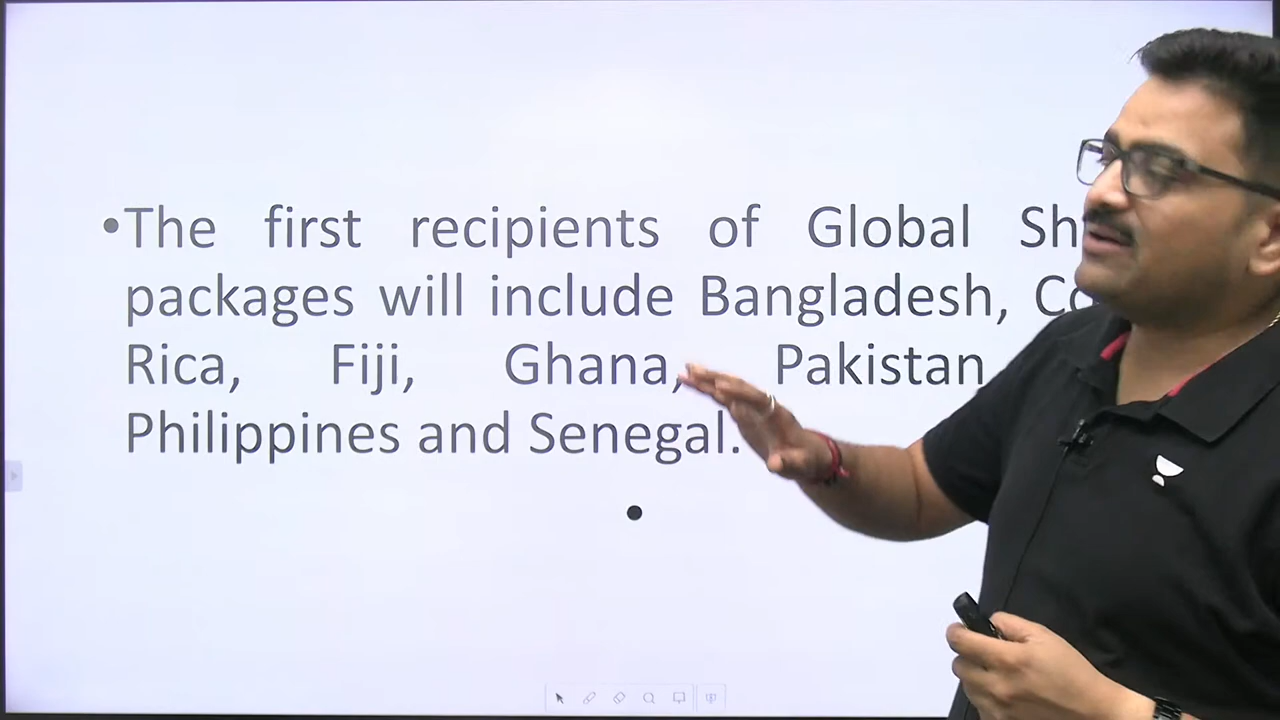 •The first recipients of Global Sh
packages will include Bangladesh, Co
Rica, Fiji, Ghana, Pakistan
Philippines and Senegal.
•